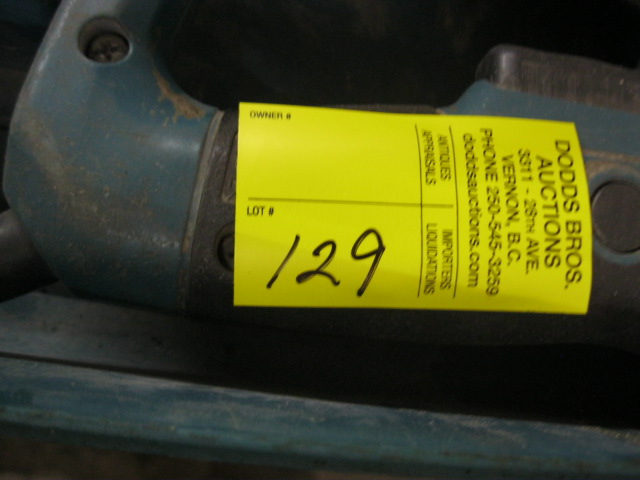 OWNER #
LOT #
129
DODDS BROS.
AUCTIONS
3311 - 28TH AVE.
VERNON, B.C.
PHONE 250-545-3259
doddsauctions.com
ANTIQUES IMPORTERS
APPRAISALS LIQUIDATIONS